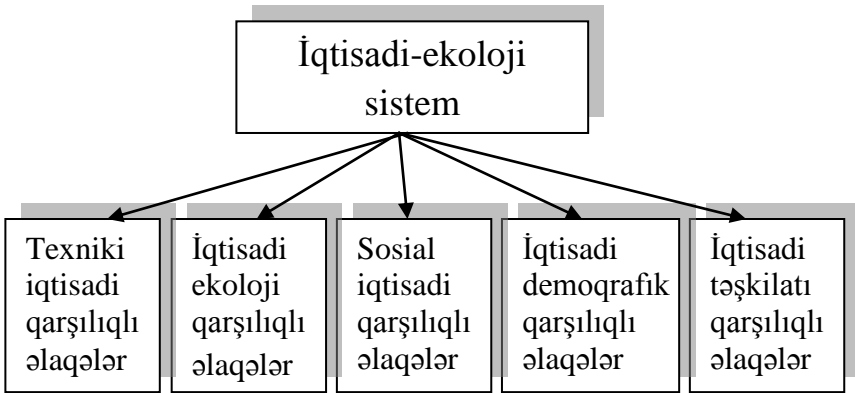 İqtisadi-ekoloji
sistem
Texniki
iqtisadi
qarşılıqlı
əlaqələr
İqtisadi
ekoloji
qarşılıqlı
əlaqələr
Sosial
iqtisadi
qarşılıqlı
əlaqələr
İqtisadi
demoqrafik
qarşılıqlı
əlaqələr
İqtisadi
təşkilatı
qarşılıqlı
əlaqələr